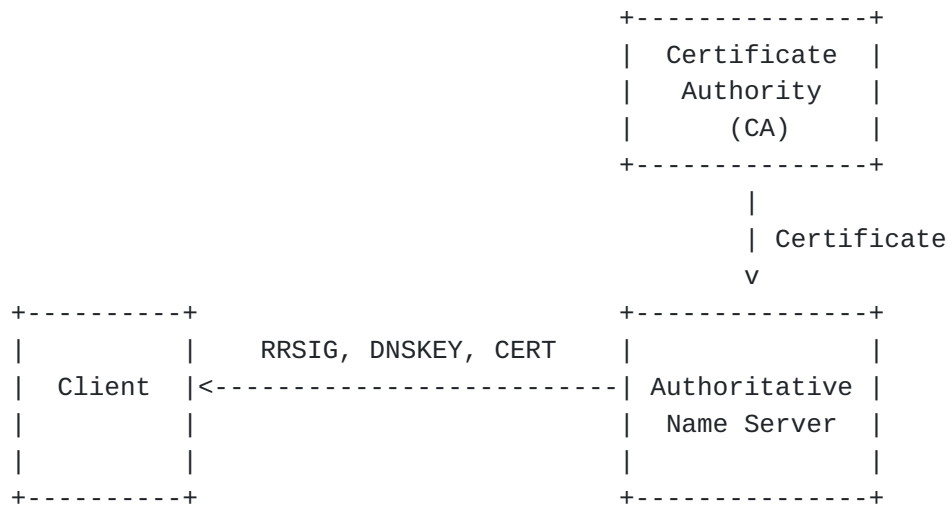 Certificate
Authority
(CA)
Certificate
RRSIG, DNSKEY, CERT
Client
Authoritative
Name Server